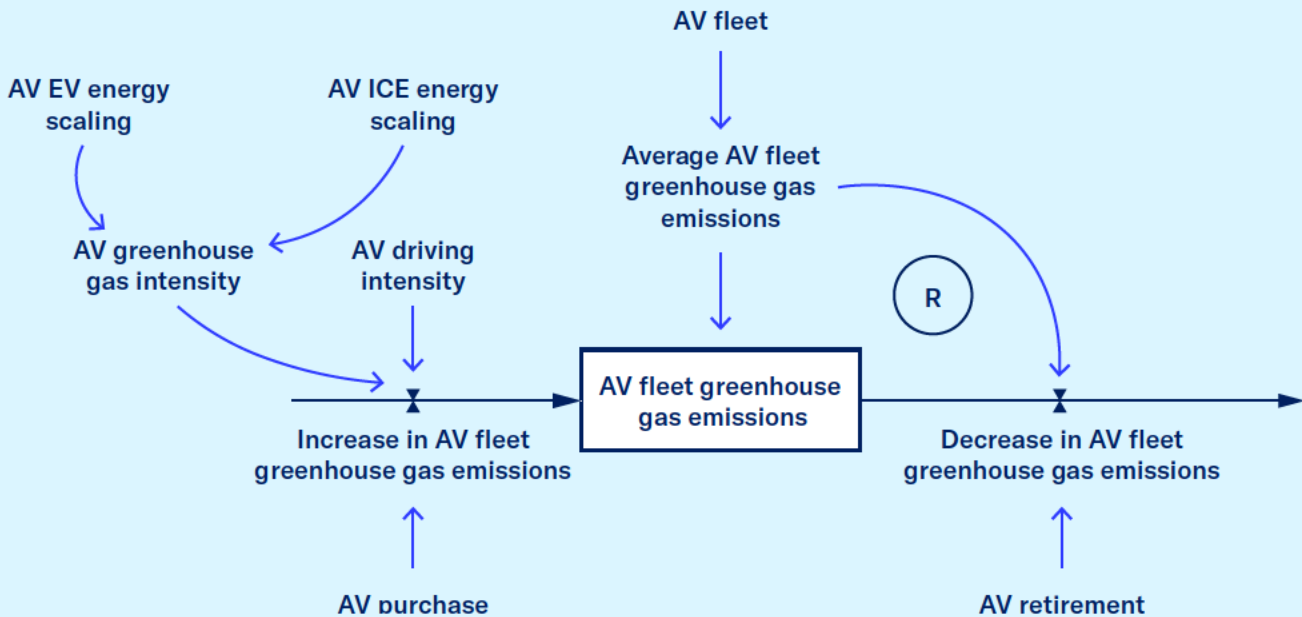 AV fleet
AV EV energy
scaling
AV ICE energy
scaling
Average AV fleet
greenhouse gas
emissions
AV greenhouse
gas intensity
AV driving
intensity
R
AV fleet greenhouse
gas emissions
Increase in AV fleet
greenhouse gas emissions
Decrease in AV fleet
greenhouse gas emissions
AV purchase
AV retirement